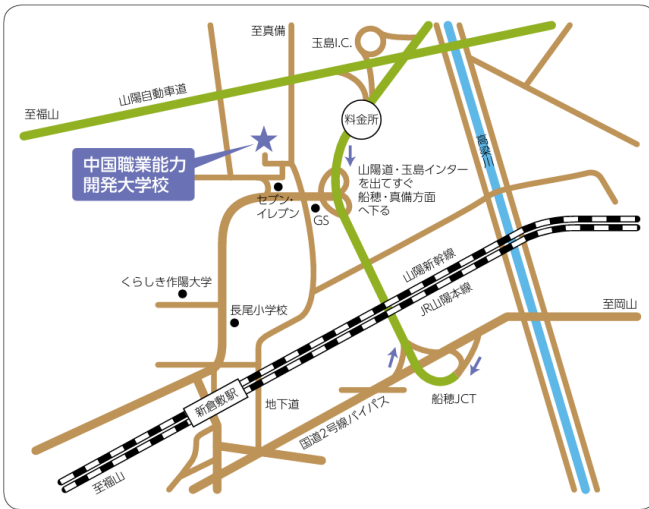 至真備
玉島I.C.
山陽自動車道
至福山
料金所
高梁川
中国職業能力
開発大学校
山陽道・玉島インター
を出てすぐ
船穂・真備方面
へ下る
セブン・
イレブン
GS
山陽新幹線
JR山陽本線
くらしき作陽大学
長尾小学校
至岡山
新倉敷駅
地下道
船穂JCT
国道2号線バイパス
至福山